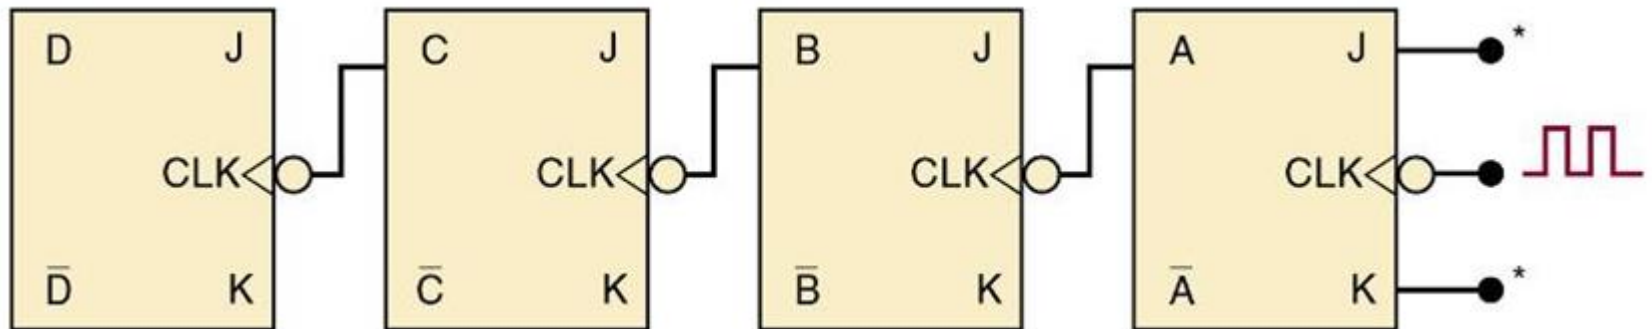 D J C J B J A J *
CLK CLK CLK CLK
D̅ K C̅ K B̅ K A̅ K *